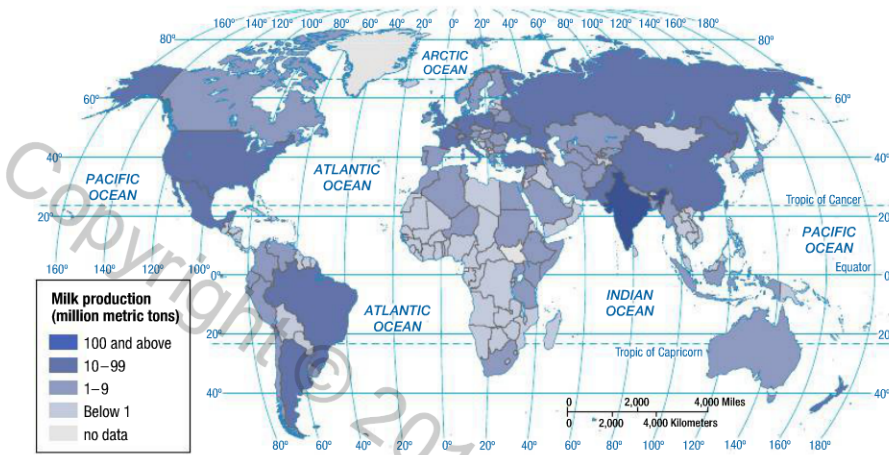 160° 140° 120° 100° 80° 60° 40° 20° 0° 20° 40° 60° 80° 100° 120° 140° 160°
80°
80°
ARCTIC
OCEAN
60°
60°
40°
40°
PACIFIC
OCEAN
ATLANTIC
OCEAN
Tropic of Cancer
20°
20°
PACIFIC
OCEAN
160° 140° 120° 100°
0°
0°
160° 180°
Equator
Milk production
(million metric tons)
100 and above
10–99
1–9
Below 1
no data
ATLANTIC
OCEAN
INDIAN
OCEAN
20°
20°
Tropic of Capricorn
40°
40°
0 2,000 4,000 Miles
0 2,000 4,000 Kilometers
80° 60° 40° 20° 0° 20° 40° 60° 80° 100° 120° 140° 160° 180°
Copyright © 201